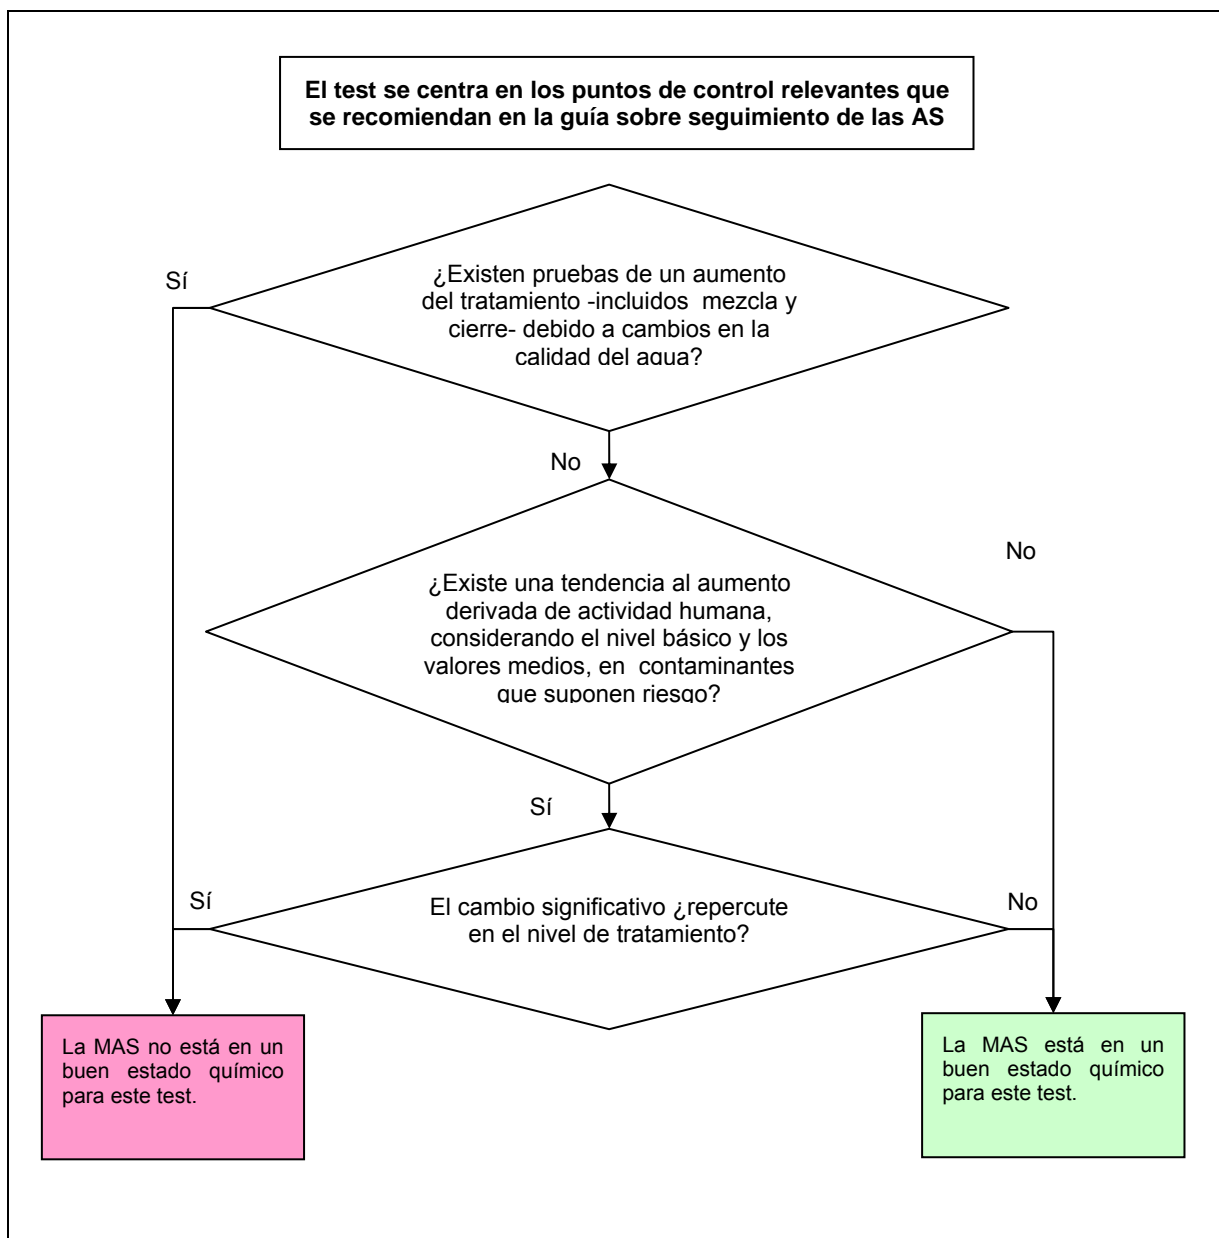 El test se centra en los puntos de control relevantes que
se recomiendan en la guía sobre seguimiento de las AS
Sí
¿Existen pruebas de un aumento
del tratamiento -incluidos mezcla y
cierre- debido a cambios en la
calidad del agua?
No
No
¿Existe una tendencia al aumento
derivada de actividad humana,
considerando el nivel básico y los
valores medios, en contaminantes
que suponen riesgo?
Sí
Sí
El cambio significativo ¿repercute
en el nivel de tratamiento?
No
La MAS no está en un
buen estado químico
para este test.
La MAS está en un
buen estado químico
para este test.